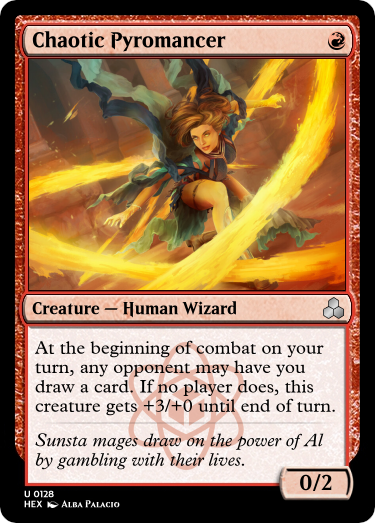 Chaotic Pyromancer
Creature — Human Wizard
At the beginning of combat on your
turn, any opponent may have you
draw a card. If no player does, this
creature gets +3/+0 until end of turn.
Sunsta mages draw on the power of Al
by gambling with their lives.
0/2
U 0128
HEX Alba Palacio